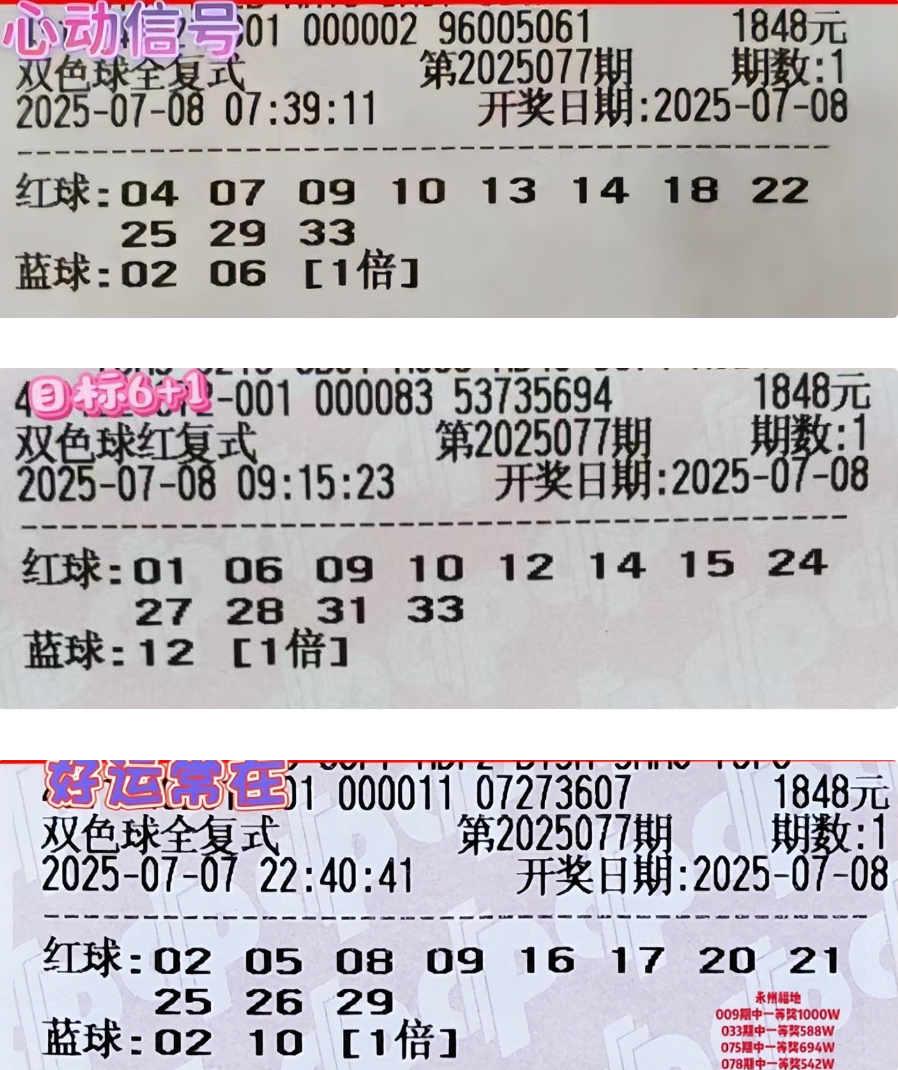 心动信号
01 000002 96005061 1848元
双色球全复式 第2025077期 期数:1
2025-07-08 07:39:11 开奖日期:2025-07-08
红球:04 07 09 10 13 14 18 22
25 29 33
蓝球:02 06 [1倍]
目标6+1
-001 000083 53735694 1848元
双色球红复式 第2025077期 期数:1
2025-07-08 09:15:23 开奖日期:2025-07-08
红球:01 06 09 10 12 14 15 24
27 28 31 33
蓝球:12 [1倍]
好运常在
01 000011 07273607 1848元
双色球全复式 第2025077期 期数:1
2025-07-07 22:40:41 开奖日期:2025-07-08
红球:02 05 08 09 16 17 20 21
25 26 29
蓝球:02 10 [1倍]
永州福地
009期中一等奖1000W
033期中一等奖588W
075期中一等奖694W
078期中一等奖542W